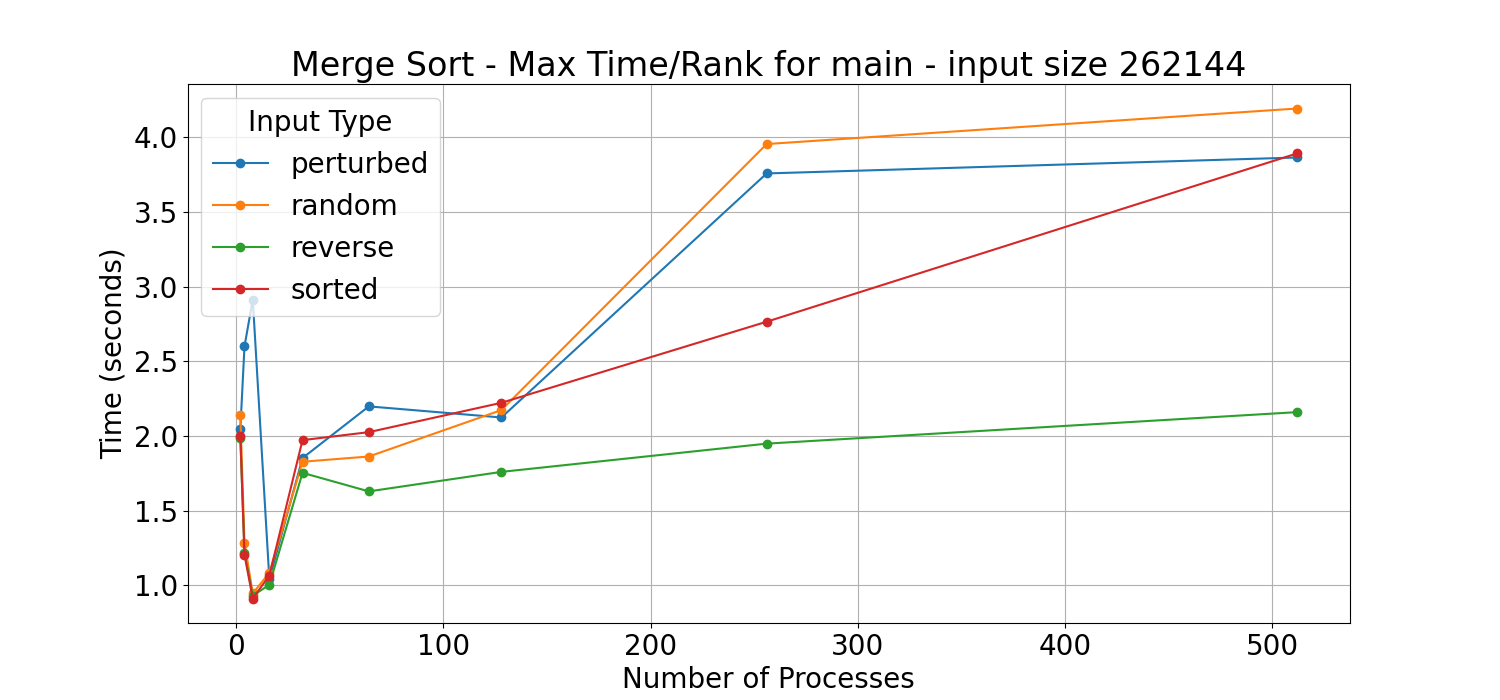 Merge Sort - Max Time/Rank for main - input size 262144
Input Type
perturbed
random
reverse
sorted
Time (seconds)
4.0
3.5
3.0
2.5
2.0
1.5
1.0
0 100 200 300 400 500
Number of Processes